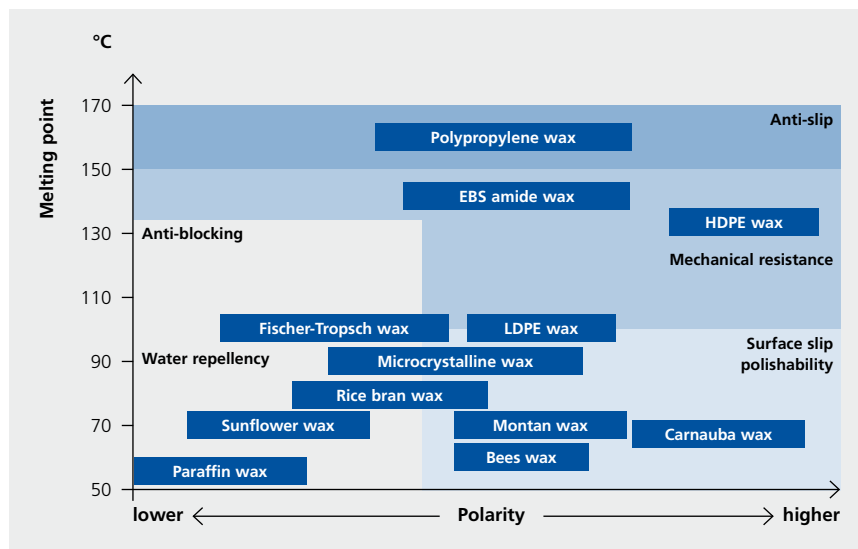 °C
Melting point
170
Anti-slip
Polypropylene wax
150
EBS amide wax
HDPE wax
130
Anti-blocking
Mechanical resistance
110
Fischer-Tropsch wax
LDPE wax
Surface slip
polishability
90
Water repellency
Microcrystalline wax
Rice bran wax
70
Sunflower wax
Montan wax
Carnauba wax
Bees wax
Paraffin wax
50
lower
Polarity
higher